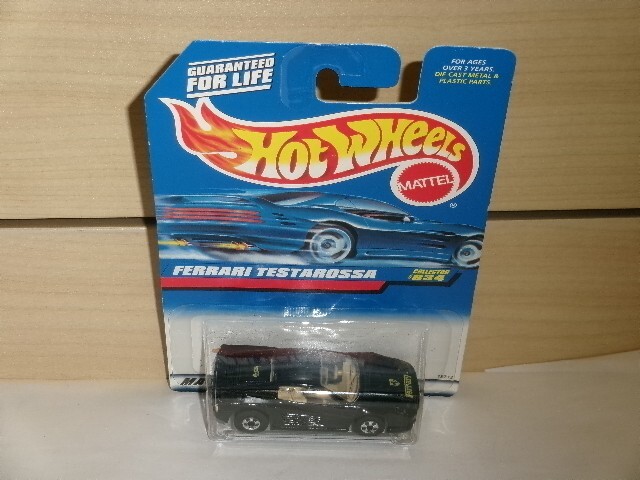 GUARANTEED
FOR LIFE
FOR AGES
OVER 3 YEARS.
DIE CAST METAL &
PLASTIC PARTS.
HOT WHEELS
MATTEL
®
FERRARI TESTAROSSA
COLLECTOR
#834